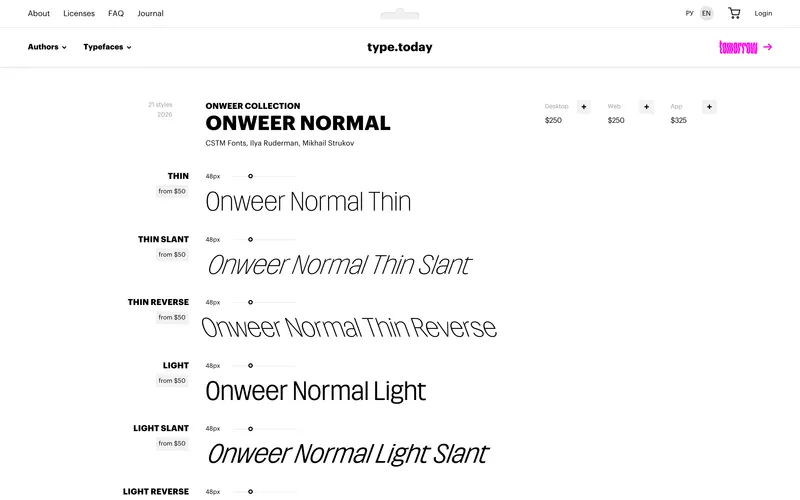 About Licenses FAQ Journal
РУ EN Login
Authors Typefaces
type.today
tomorrow →
21 styles
2026
ONWEER COLLECTION
ONWEER NORMAL
CSTM Fonts, Ilya Ruderman, Mikhail Strukov
Desktop + Web + App +
$250 $250 $325
THIN
from $50
48px
Onweer Normal Thin
THIN SLANT
from $50
48px
Onweer Normal Thin Slant
THIN REVERSE
from $50
48px
Onweer Normal Thin Reverse
LIGHT
from $50
48px
Onweer Normal Light
LIGHT SLANT
from $50
48px
Onweer Normal Light Slant
LIGHT REVERSE
48px